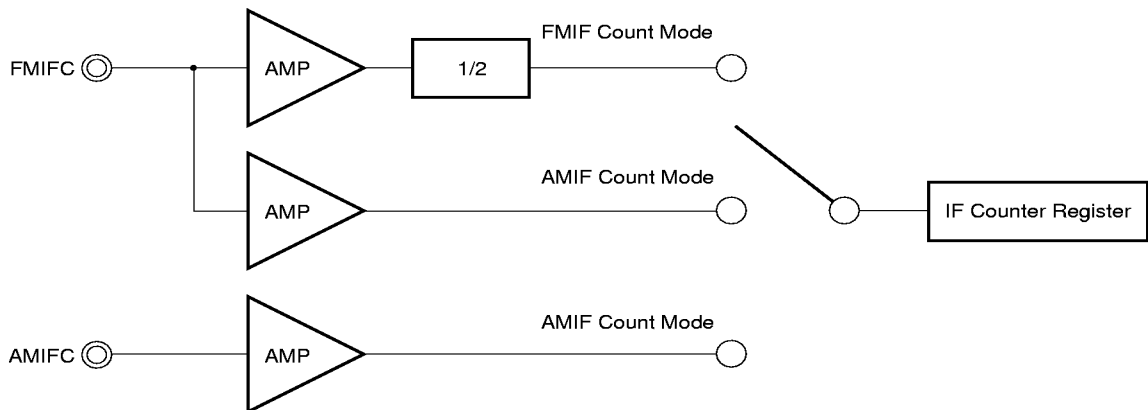 FMIF Count Mode
FMIFC
AMP
1/2
AMIF Count Mode
AMP
IF Counter Register
AMIF Count Mode
AMIFC
AMP